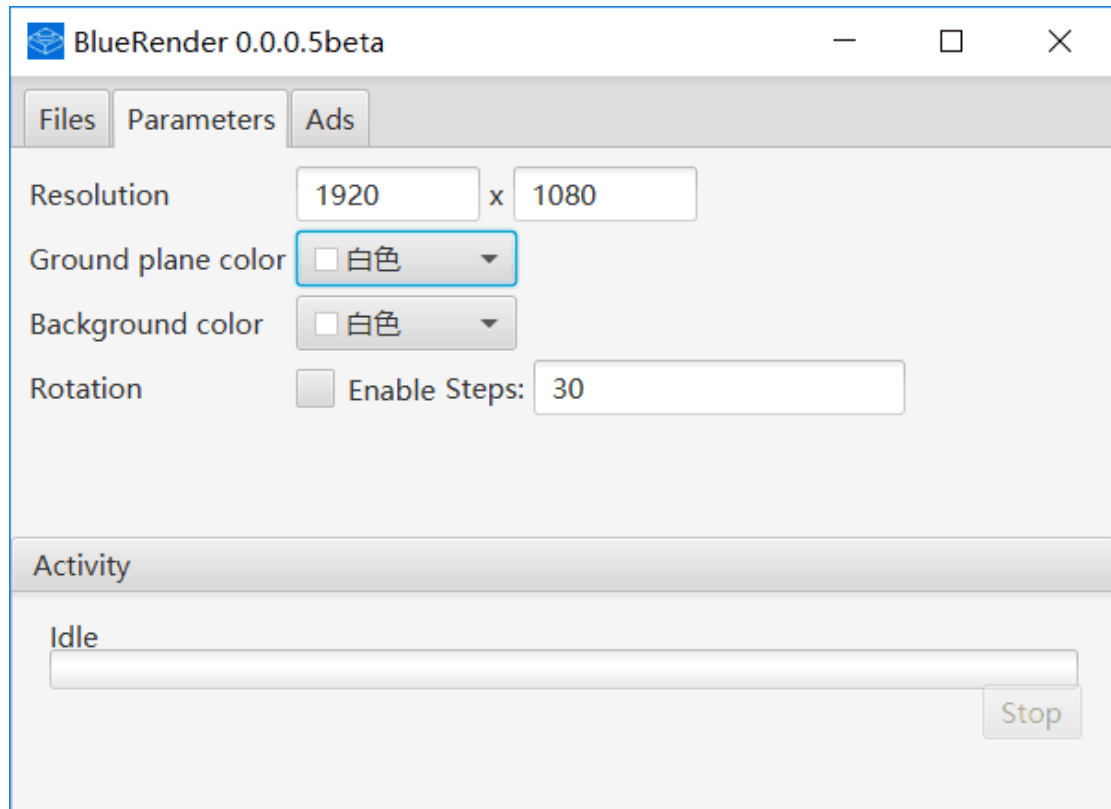 BlueRender 0.0.0.5beta
Files Parameters Ads
Resolution 1920 x 1080
Ground plane color 白色
Background color 白色
Rotation Enable Steps: 30
Activity
Idle
Stop